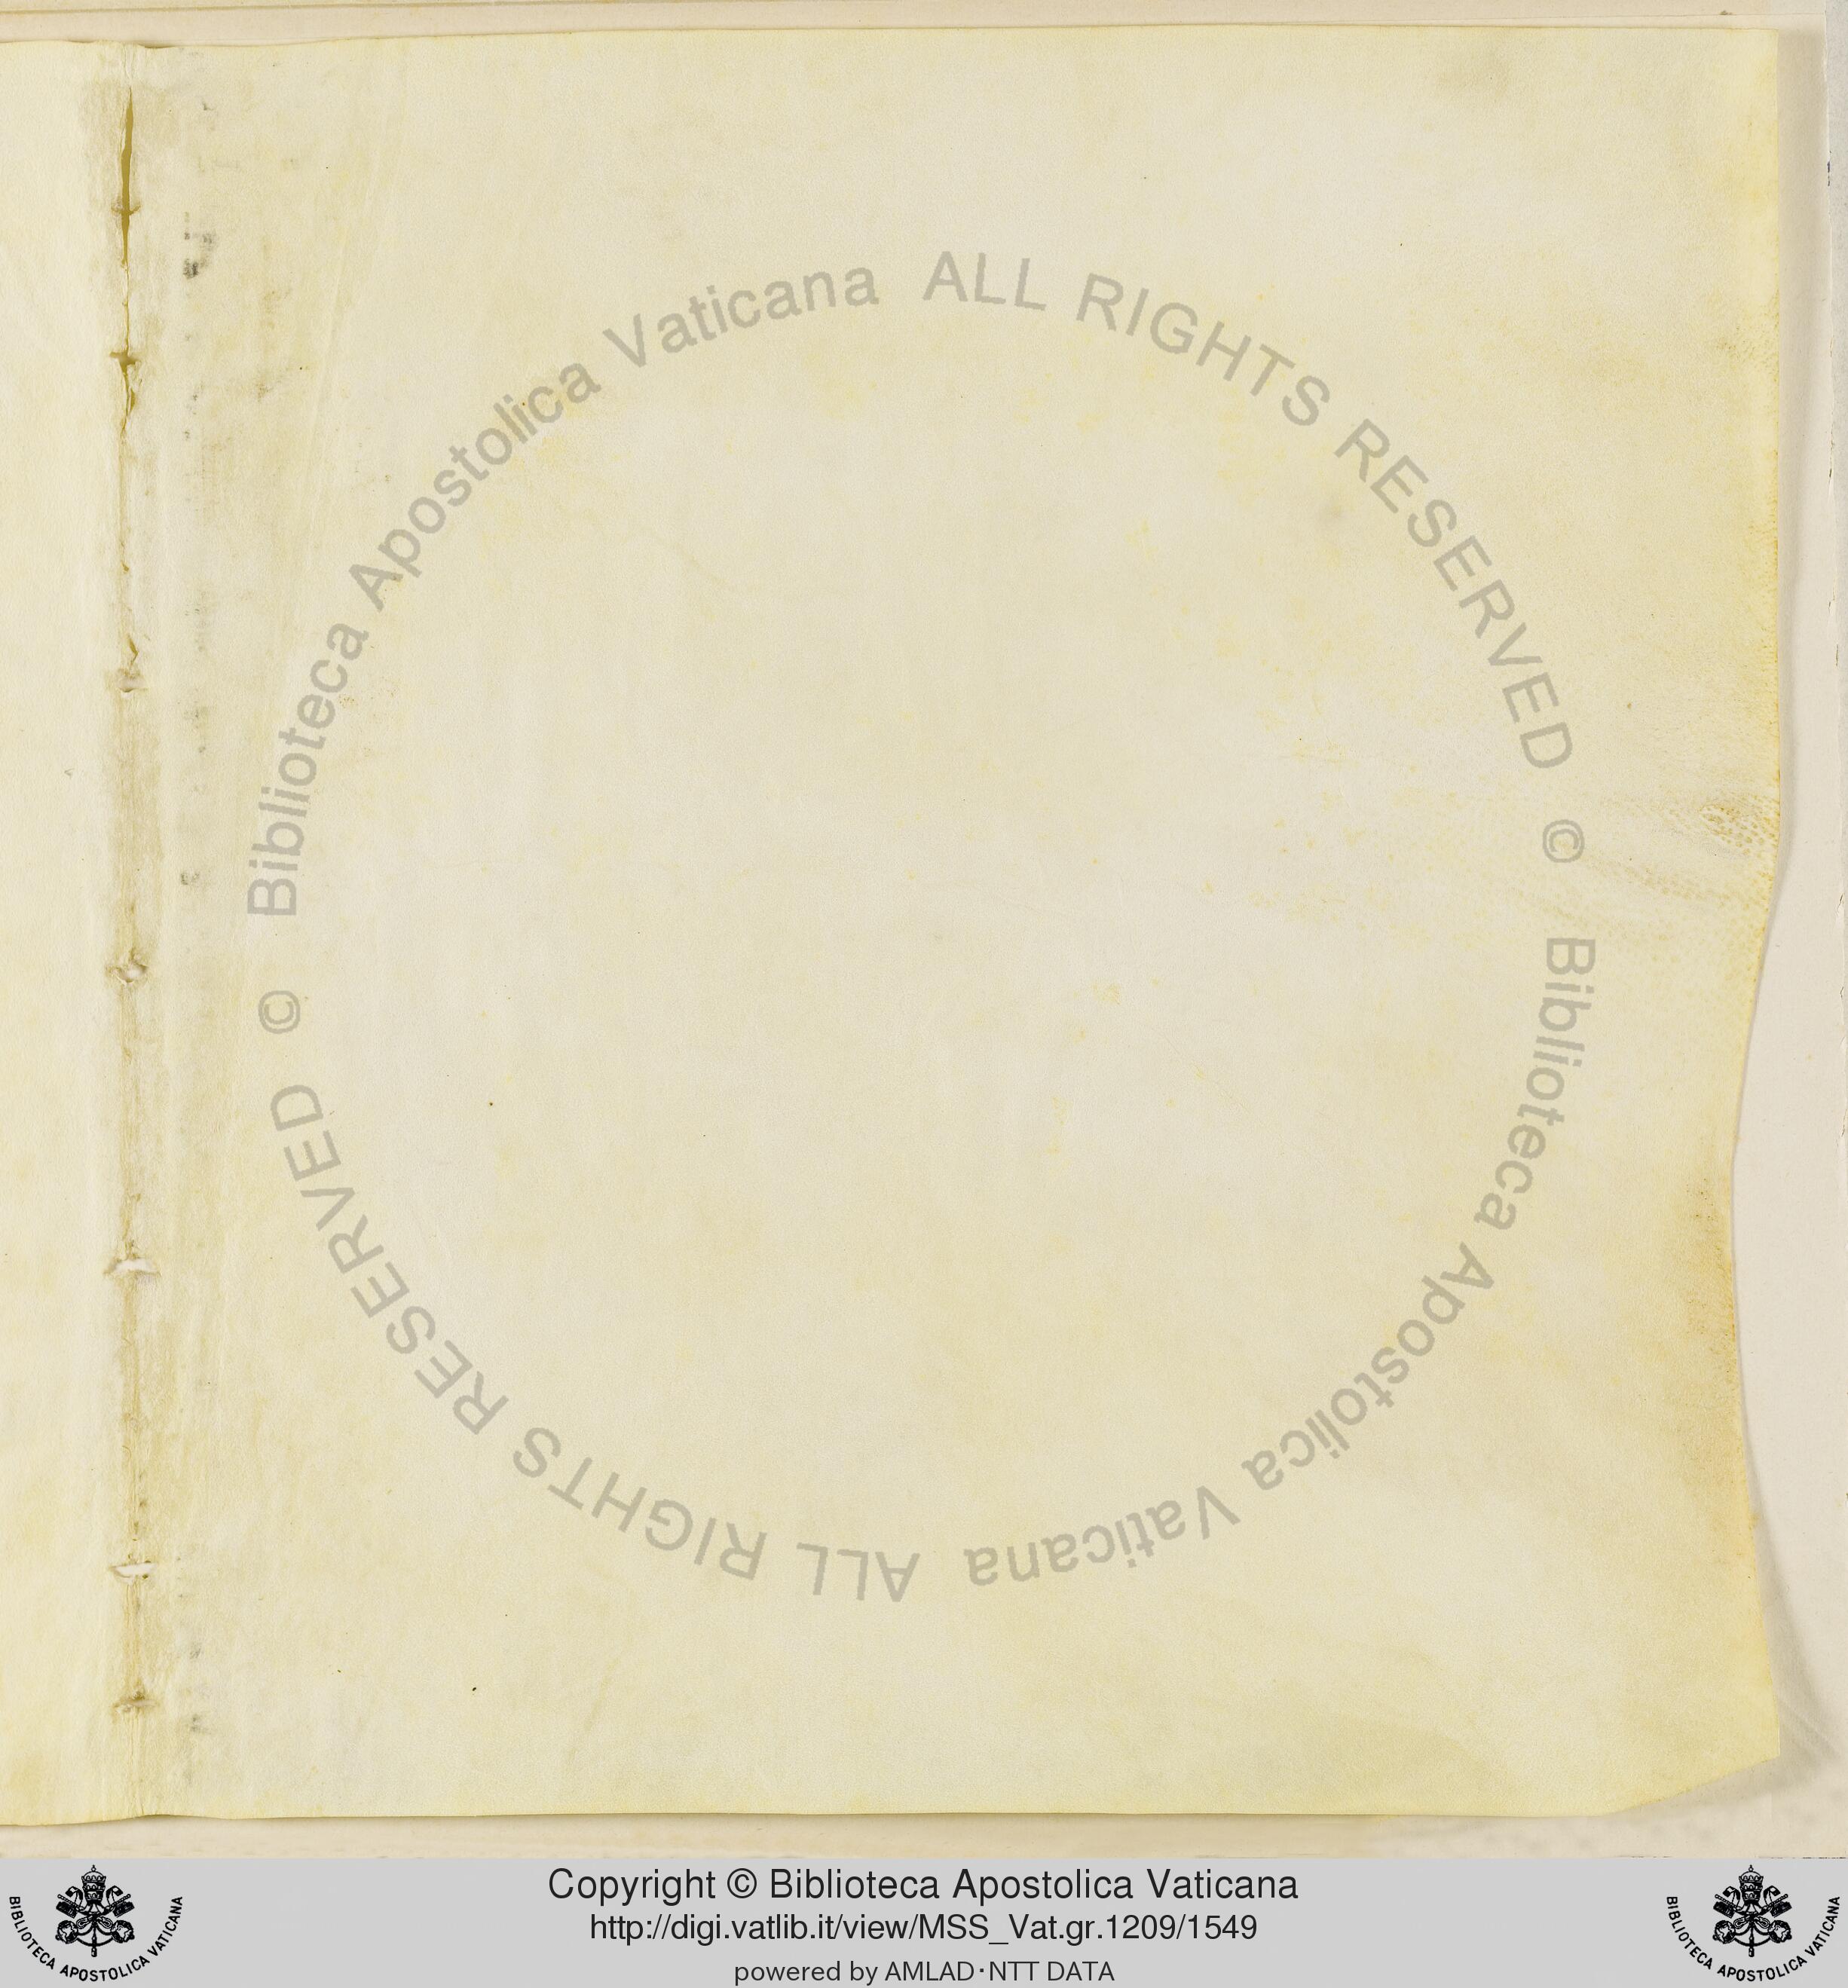 © Biblioteca Apostolica Vaticana ALL RIGHTS RESERVED
© Biblioteca Apostolica Vaticana ALL RIGHTS RESERVED
Copyright © Biblioteca Apostolica Vaticana
http://digi.vatlib.it/view/MSS_Vat.gr.1209/1549
powered by AMLAD·NTT DATA
BIBLIOTECA APOSTOLICA VATICANA
BIBLIOTECA APOSTOLICA VATICANA